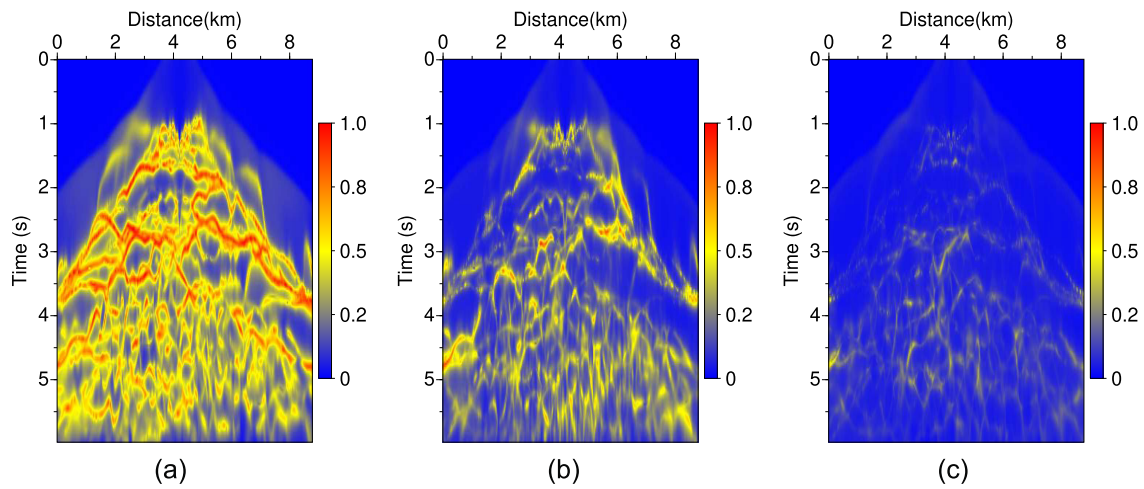 Distance(km) Distance(km) Distance(km)
0 2 4 6 8 0 2 4 6 8 0 2 4 6 8
0 0 0
1 1.0 1 1.0 1 1.0
2 0.8 2 0.8 2 0.8
Time (s) Time (s) Time (s)
3 0.5 3 0.5 3 0.5
4 0.2 4 0.2 4 0.2
5 0 5 0 5 0
(a) (b) (c)